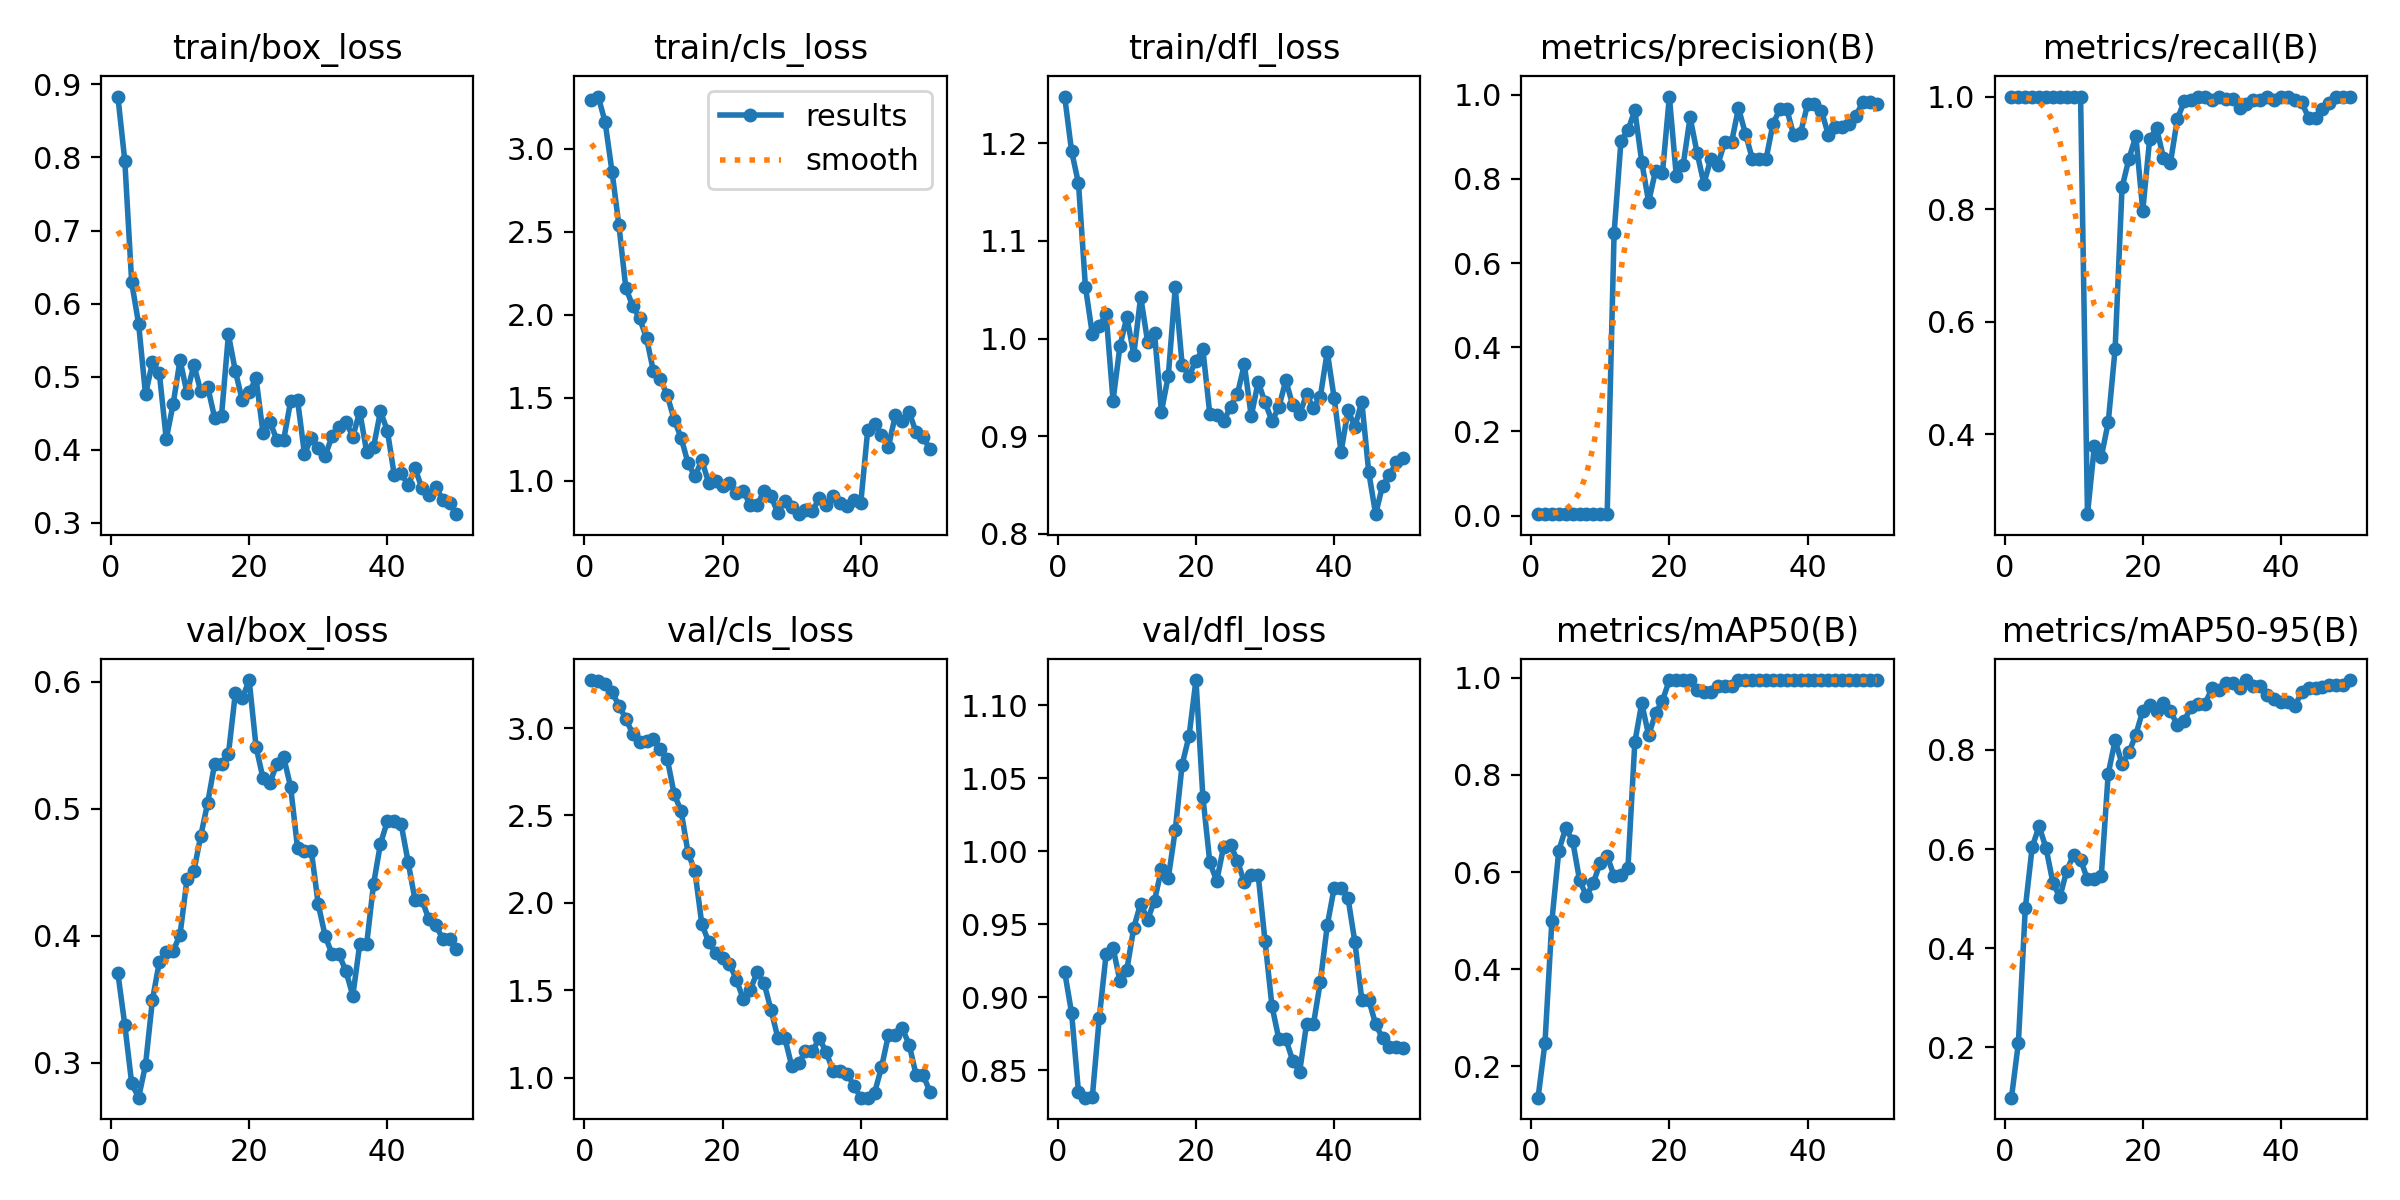 train/box_loss
0.9
0.8
0.7
0.6
0.5
0.4
0.3
0 20 40
train/cls_loss
results
smooth
3.0
2.5
2.0
1.5
1.0
0 20 40
train/dfl_loss
1.2
1.1
1.0
0.9
0.8
0 20 40
metrics/precision(B)
1.0
0.8
0.6
0.4
0.2
0.0
0 20 40
metrics/recall(B)
1.0
0.8
0.6
0.4
0 20 40
val/box_loss
0.6
0.5
0.4
0.3
0 20 40
val/cls_loss
3.0
2.5
2.0
1.5
1.0
0 20 40
val/dfl_loss
1.10
1.05
1.00
0.95
0.90
0.85
0 20 40
metrics/mAP50(B)
1.0
0.8
0.6
0.4
0.2
0 20 40
metrics/mAP50-95(B)
0.8
0.6
0.4
0.2
0 20 40